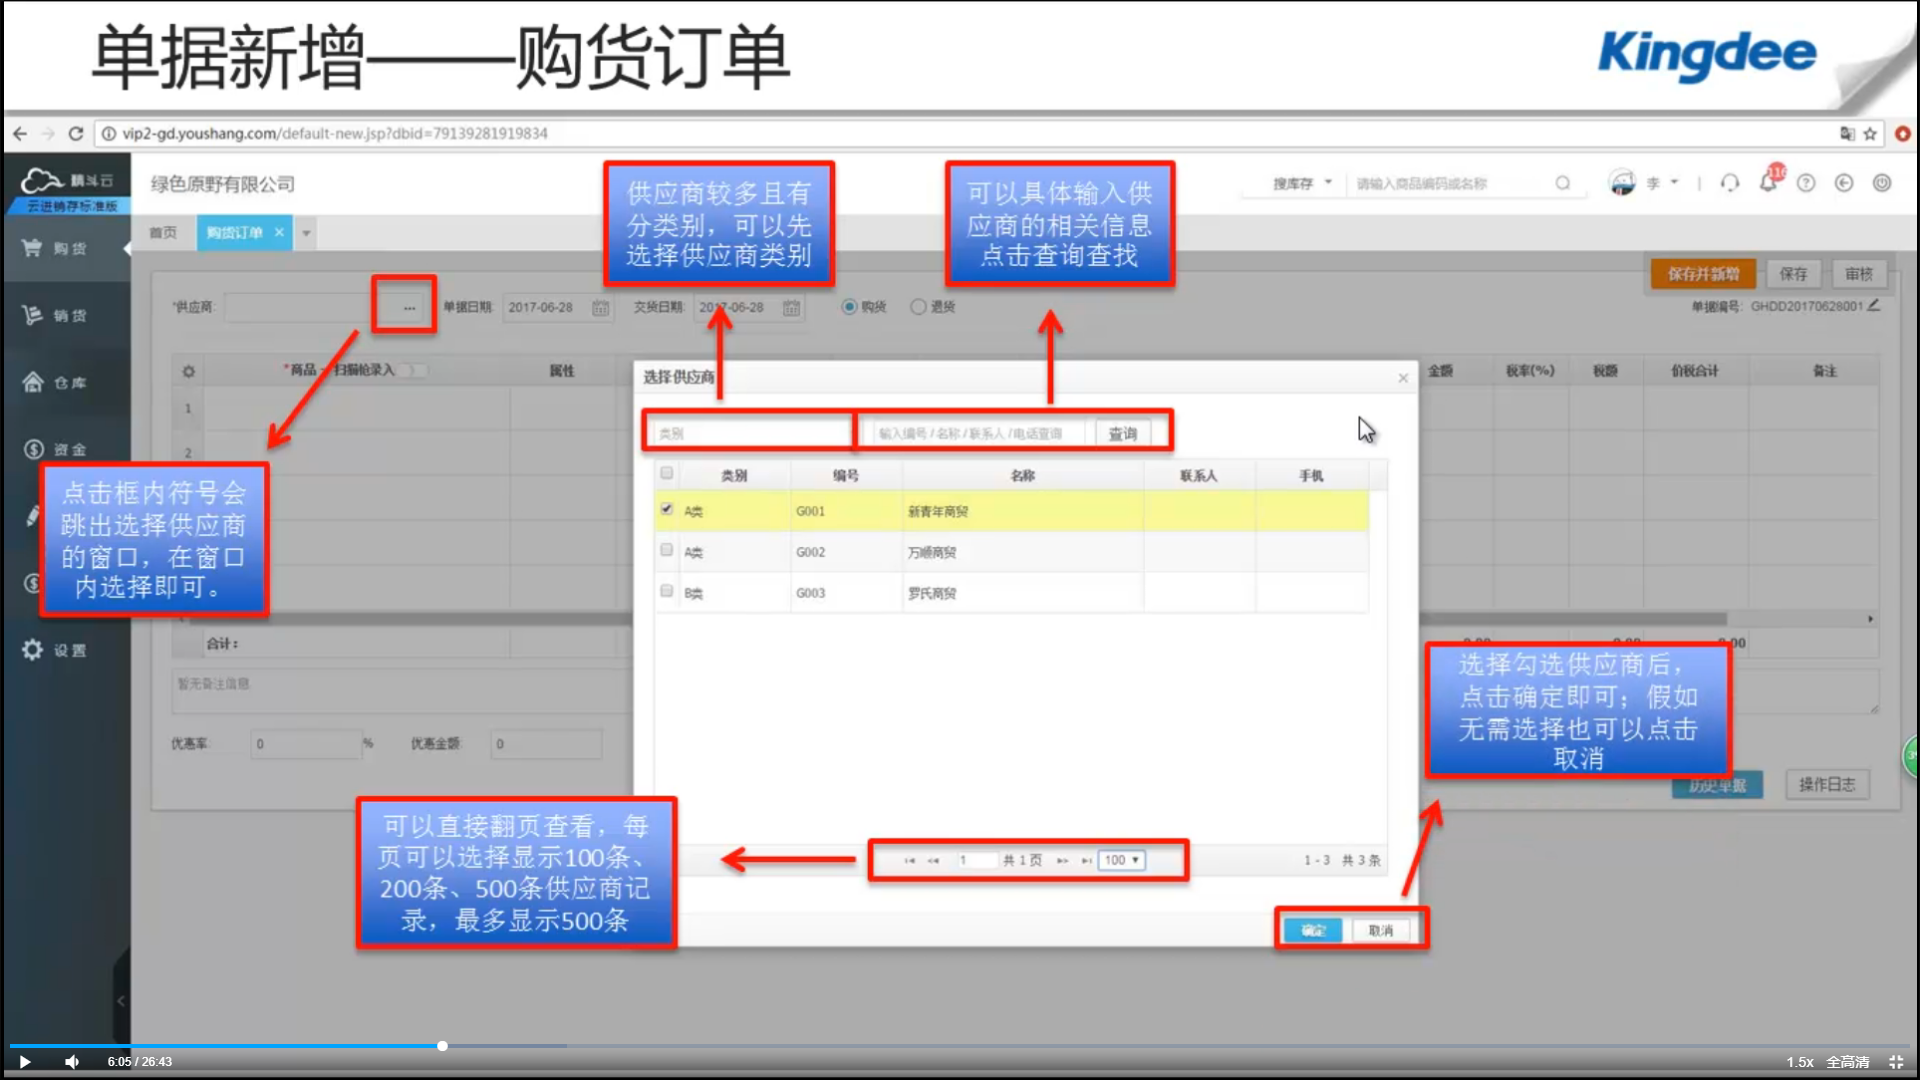 单据新增——购货订单
Kingdee
vip2-gd.youshang.com/default-new.jsp?dbid=79139281919834
精斗云
云进销存标准版
绿色原野有限公司
搜库存
请输入商品编码或名称
李
116
首页
购货订单
购货
销货
仓库
资金
设置
供应商较多且有
分类别，可以先
选择供应商类别
可以具体输入供
应商的相关信息
点击查询查找
保存并新增
保存
审核
*供应商:
...
单据日期:
2017-06-28
交货日期:
2017-06-28
购货
退货
单据编号: GHDD20170628001
*商品
扫描枪录入
属性
金额
税率(%)
税额
价税合计
备注
1
2
选择供应商
类别
输入编号 / 名称 / 联系人 / 电话查询
查询
类别
编号
名称
联系人
手机
A类
G001
新青年商贸
A类
G002
万顺商贸
B类
G003
罗氏商贸
点击框内符号会
跳出选择供应商
的窗口，在窗口
内选择即可。
合计:
暂无备注信息
优惠率:
0
%
优惠金额:
0
选择勾选供应商后，
点击确定即可；假如
无需选择也可以点击
取消
历史单据
操作日志
可以直接翻页查看，每
页可以选择显示100条、
200条、500条供应商记
录，最多显示500条
1
共 1 页
100
1 - 3 共 3 条
确定
取消
6:05 / 26:43
1.5x
全高清